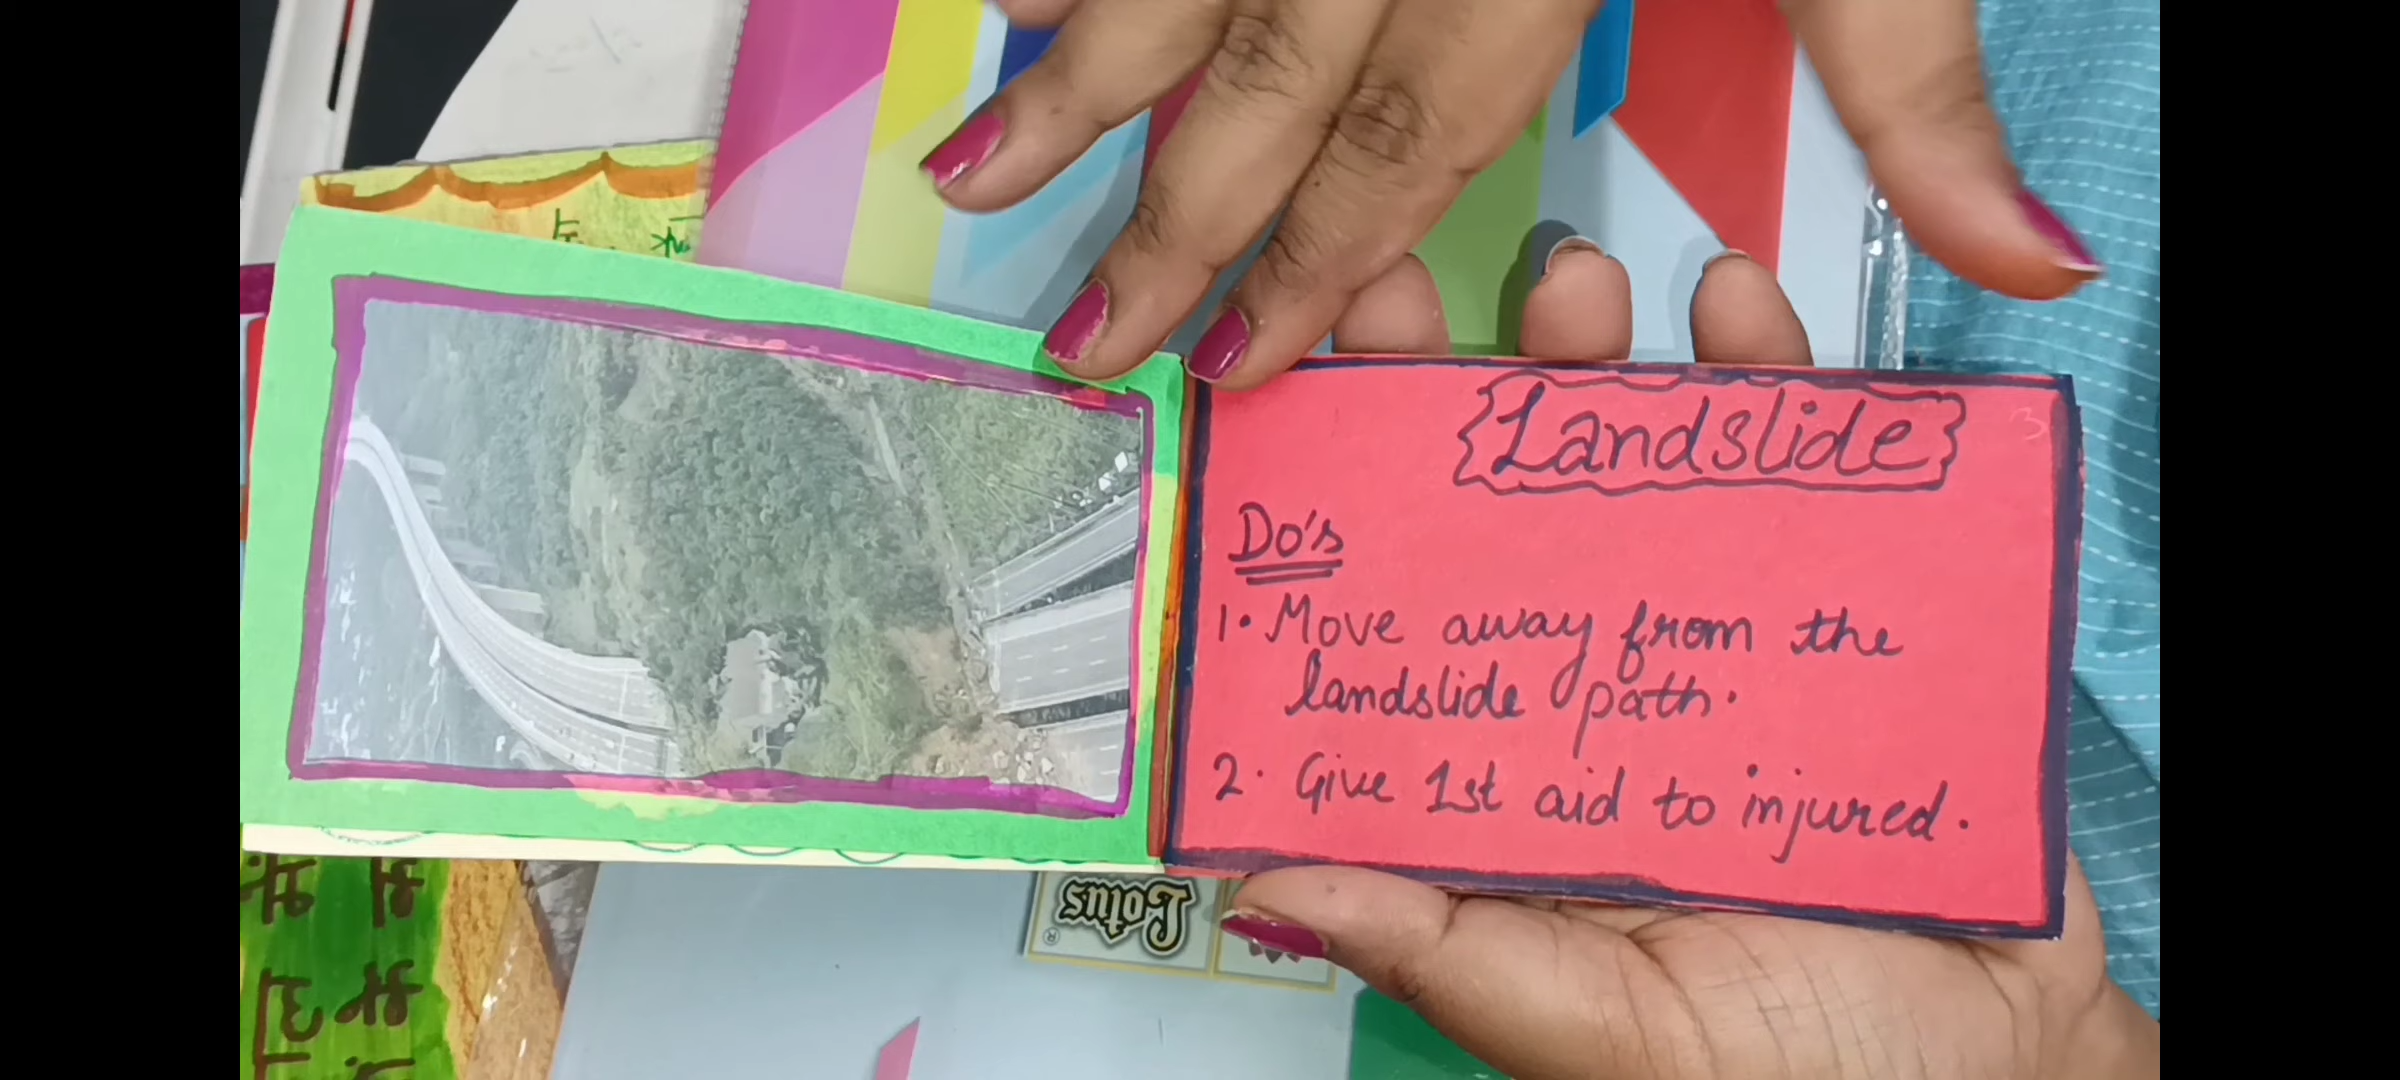 {Landslide}
Do's
1. Move away from the
landslide path.
2. Give 1st aid to injured.
Lotus
®